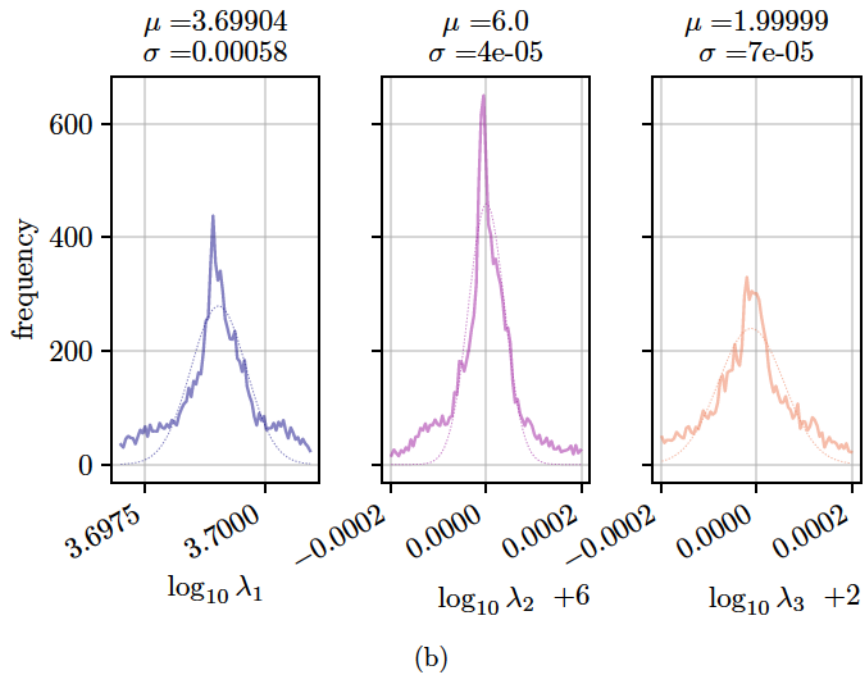 μ =3.69904
σ =0.00058
μ =6.0
σ =4e-05
μ =1.99999
σ =7e-05
frequency
600
400
200
0
3.6975
3.7000
log₁₀ λ₁
−0.0002
0.0000
0.0002
log₁₀ λ₂ +6
−0.0002
0.0000
0.0002
log₁₀ λ₃ +2
(b)